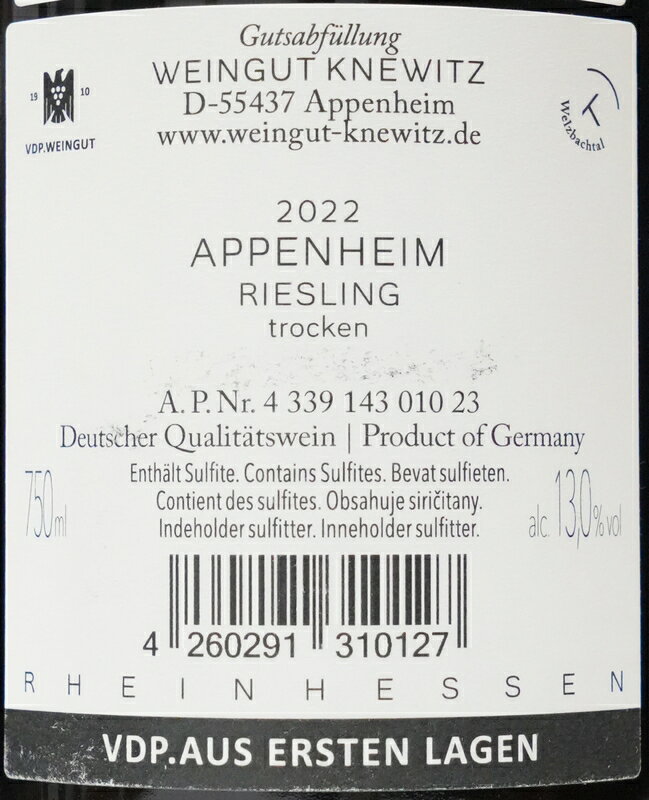 Gutsabfüllung
WEINGUT KNEWITZ
D-55437 Appenheim
www.weingut-knewitz.de
19 10
VDP.WEINGUT
Welzbachtal
2022
APPENHEIM
RIESLING
trocken
A.P.Nr. 4 339 143 010 23
Deutscher Qualitätswein | Product of Germany
Enthält Sulfite. Contains Sulfites. Bevat sulfieten.
Contient des sulfites. Obsahuje siričitany.
Indeholder sulfitter. Inneholder sulfitter.
750ml
alc. 13,0%vol
4 260291 310127
RHEINHESSEN
VDP.AUS ERSTEN LAGEN